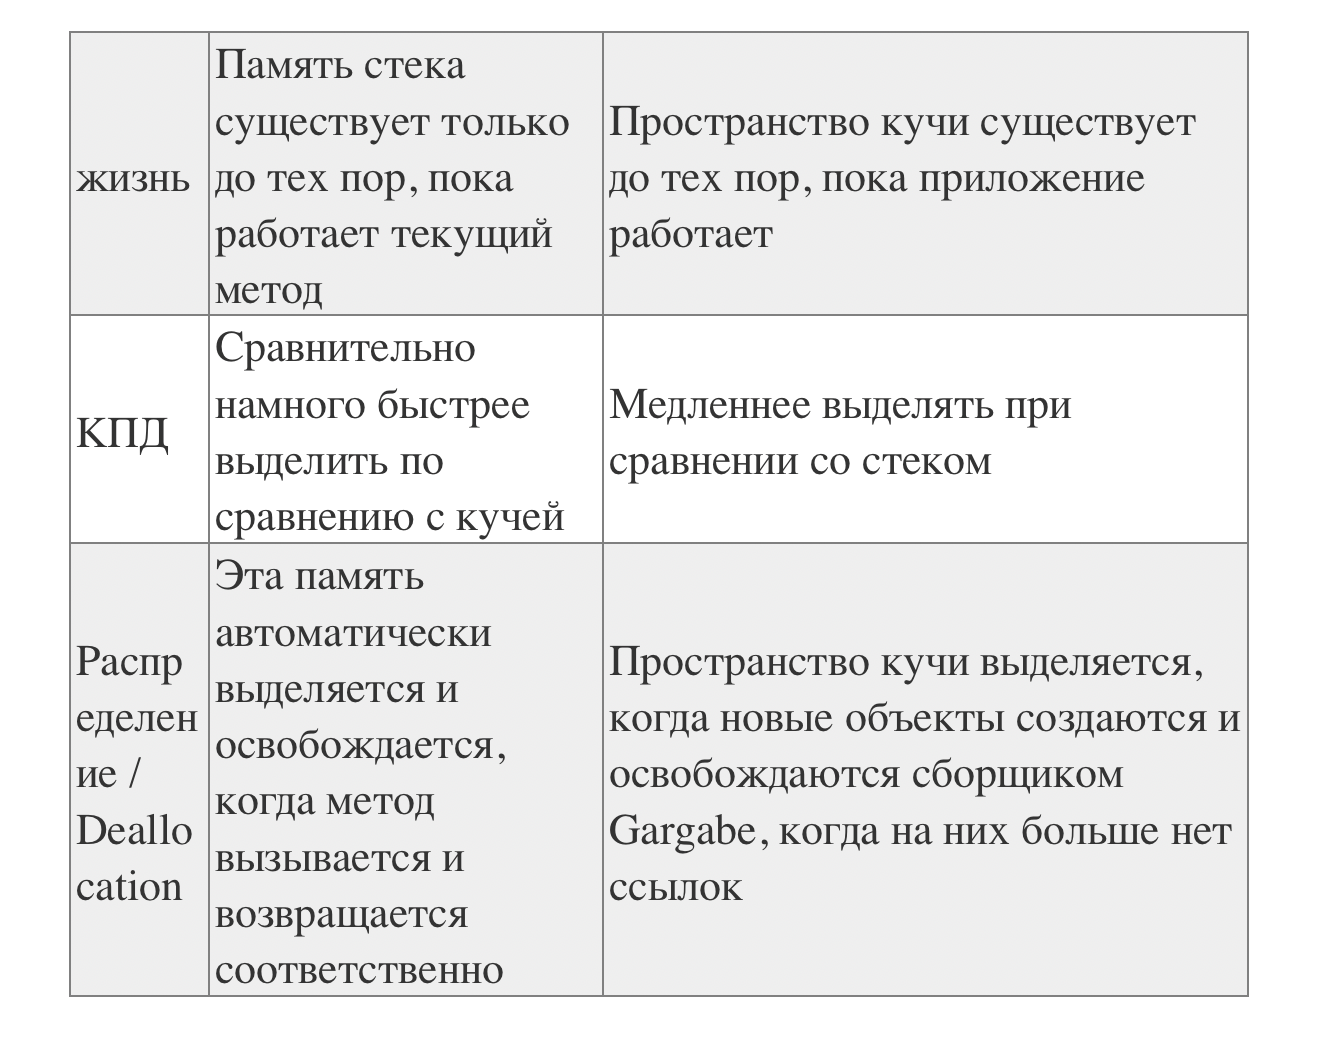 жизнь
Память стека
существует только
до тех пор, пока
работает текущий
метод
Пространство кучи существует
до тех пор, пока приложение
работает
КПД
Сравнительно
намного быстрее
выделить по
сравнению с кучей
Медленнее выделять при
сравнении со стеком
Распр
еделен
ие /
Deallo
cation
Эта память
автоматически
выделяется и
освобождается,
когда метод
вызывается и
возвращается
соответственно
Пространство кучи выделяется,
когда новые объекты создаются и
освобождаются сборщиком
Gargabe, когда на них больше нет
ссылок